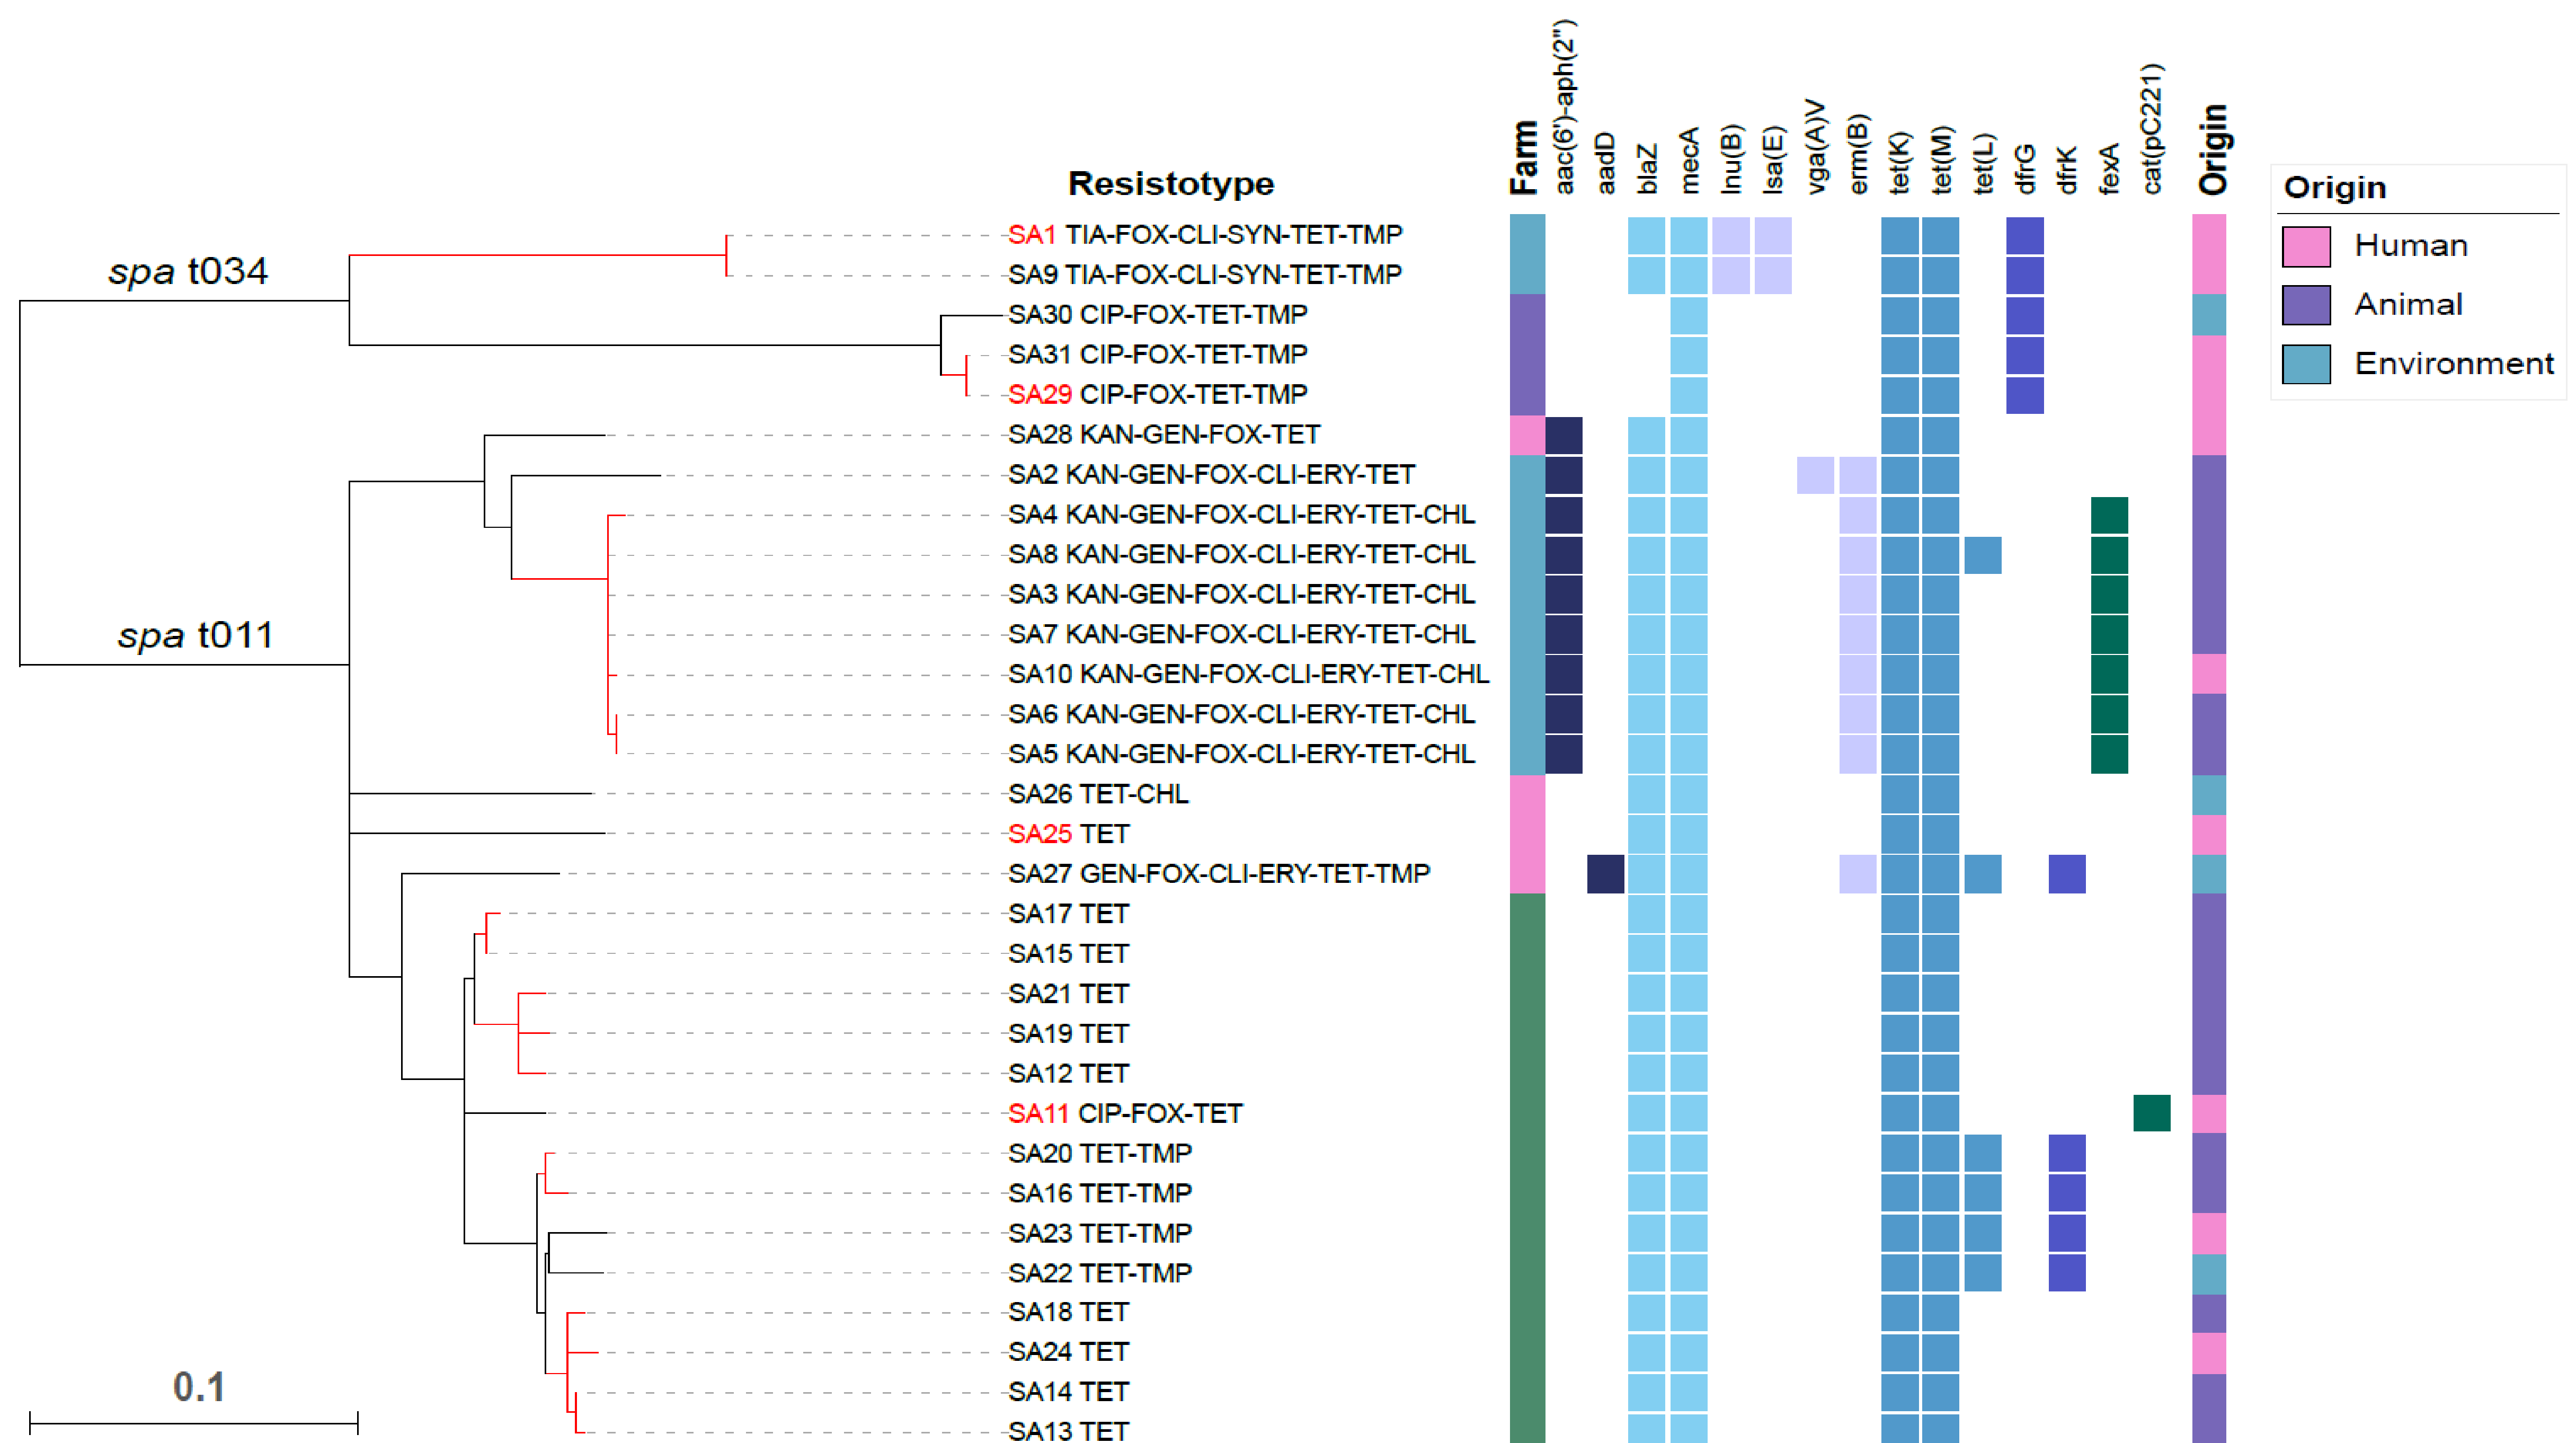 Resistotype
Farm
aac(6')-aph(2")
aadD
blaZ
mecA
lnu(B)
lsa(E)
vga(A)V
erm(B)
tet(K)
tet(M)
tet(L)
dfrG
dfrK
fexA
cat(pC221)
Origin
Origin
Human
Animal
Environment
spa t034
spa t011
SA1 TIA-FOX-CLI-SYN-TET-TMP
SA9 TIA-FOX-CLI-SYN-TET-TMP
SA30 CIP-FOX-TET-TMP
SA31 CIP-FOX-TET-TMP
SA29 CIP-FOX-TET-TMP
SA28 KAN-GEN-FOX-TET
SA2 KAN-GEN-FOX-CLI-ERY-TET
SA4 KAN-GEN-FOX-CLI-ERY-TET-CHL
SA8 KAN-GEN-FOX-CLI-ERY-TET-CHL
SA3 KAN-GEN-FOX-CLI-ERY-TET-CHL
SA7 KAN-GEN-FOX-CLI-ERY-TET-CHL
SA10 KAN-GEN-FOX-CLI-ERY-TET-CHL
SA6 KAN-GEN-FOX-CLI-ERY-TET-CHL
SA5 KAN-GEN-FOX-CLI-ERY-TET-CHL
SA26 TET-CHL
SA25 TET
SA27 GEN-FOX-CLI-ERY-TET-TMP
SA17 TET
SA15 TET
SA21 TET
SA19 TET
SA12 TET
SA11 CIP-FOX-TET
SA20 TET-TMP
SA16 TET-TMP
SA23 TET-TMP
SA22 TET-TMP
SA18 TET
SA24 TET
SA14 TET
SA13 TET
0.1